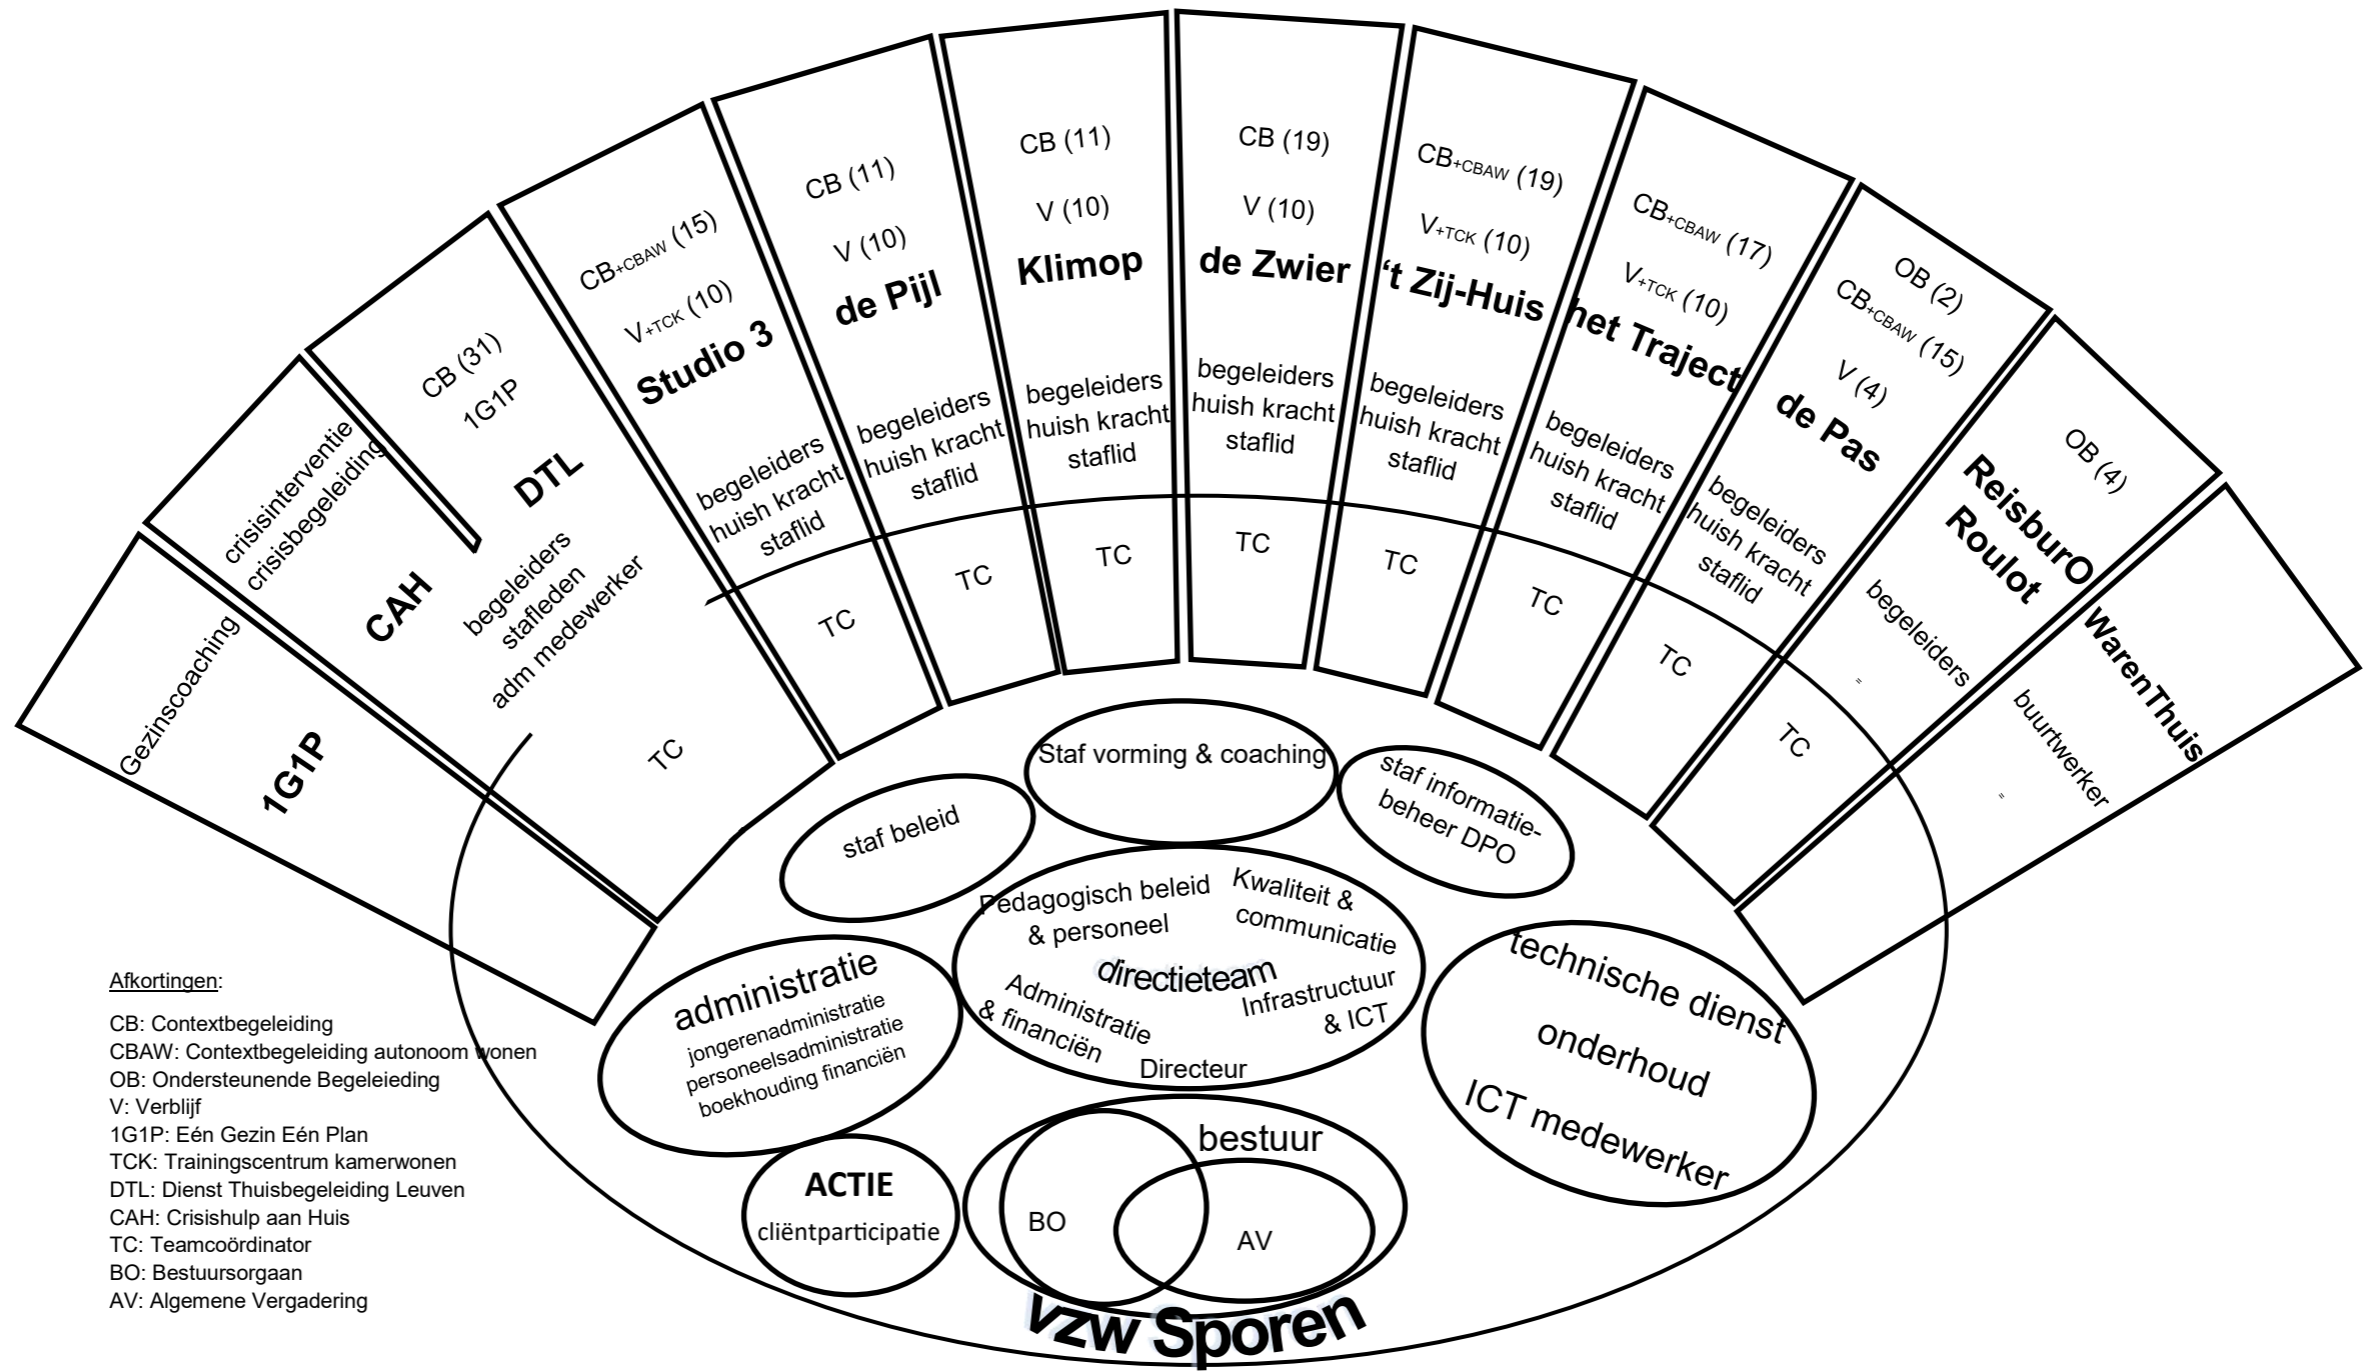 Gezinscoaching
1G1P
crisisinterventie
crisisbegeleiding
CAH
CB (31)
1G1P
DTL
begeleiders
stafleden
adm medewerker
TC
CB+CBAW (15)
V+TCK (10)
Studio 3
begeleiders
huish kracht
staflid
TC
CB (11)
V (10)
de Pijl
begeleiders
huish kracht
staflid
TC
CB (11)
V (10)
Klimop
begeleiders
huish kracht
staflid
TC
CB (19)
V (10)
de Zwier
begeleiders
huish kracht
staflid
TC
CB+CBAW (19)
V+TCK (10)
‘t Zij-Huis
begeleiders
huish kracht
staflid
TC
CB+CBAW (17)
V+TCK (10)
het Traject
begeleiders
huish kracht
staflid
TC
OB (2)
CB+CBAW (15)
V (4)
de Pas
begeleiders
huish kracht
staflid
TC
OB (4)
ReisburO
Roulot
begeleiders
=
TC
WarenThuis
buurtwerker
=
Staf vorming & coaching
staf beleid
staf informatie-
beheer DPO
Pedagogisch beleid
& personeel
Kwaliteit &
communicatie
directieteam
Administratie
& financiën
Infrastructuur
& ICT
Directeur
administratie
jongerenadministratie
personeelsadministratie
boekhouding financiën
technische dienst
onderhoud
ICT medewerker
ACTIE
cliëntparticipatie
bestuur
BO
AV
vzw Sporen
Afkortingen:
CB: Contextbegeleiding
CBAW: Contextbegeleiding autonoom wonen
OB: Ondersteunende Begeleieding
V: Verblijf
1G1P: Eén Gezin Eén Plan
TCK: Trainingscentrum kamerwonen
DTL: Dienst Thuisbegeleiding Leuven
CAH: Crisishulp aan Huis
TC: Teamcoördinator
BO: Bestuursorgaan
AV: Algemene Vergadering